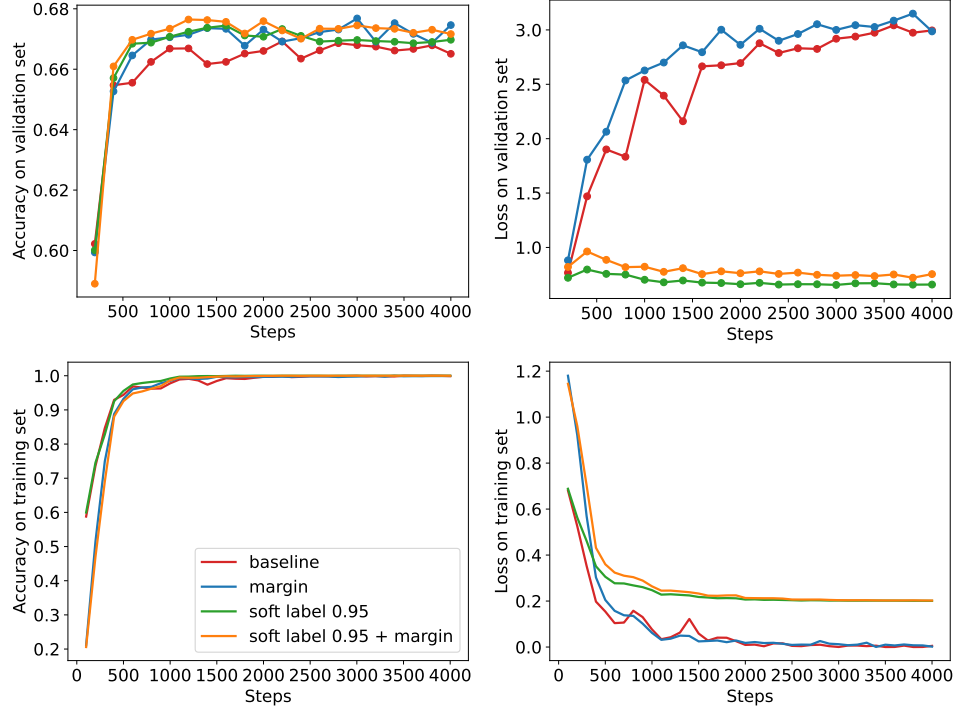 0.68
0.66
0.64
0.62
0.60
Accuracy on validation set
500 1000 1500 2000 2500 3000 3500 4000
Steps
3.0
2.5
2.0
1.5
1.0
Loss on validation set
500 1000 1500 2000 2500 3000 3500 4000
Steps
1.0
0.9
0.8
0.7
0.6
0.5
0.4
0.3
0.2
Accuracy on training set
baseline
margin
soft label 0.95
soft label 0.95 + margin
0 500 1000 1500 2000 2500 3000 3500 4000
Steps
1.2
1.0
0.8
0.6
0.4
0.2
0.0
Loss on training set
0 500 1000 1500 2000 2500 3000 3500 4000
Steps